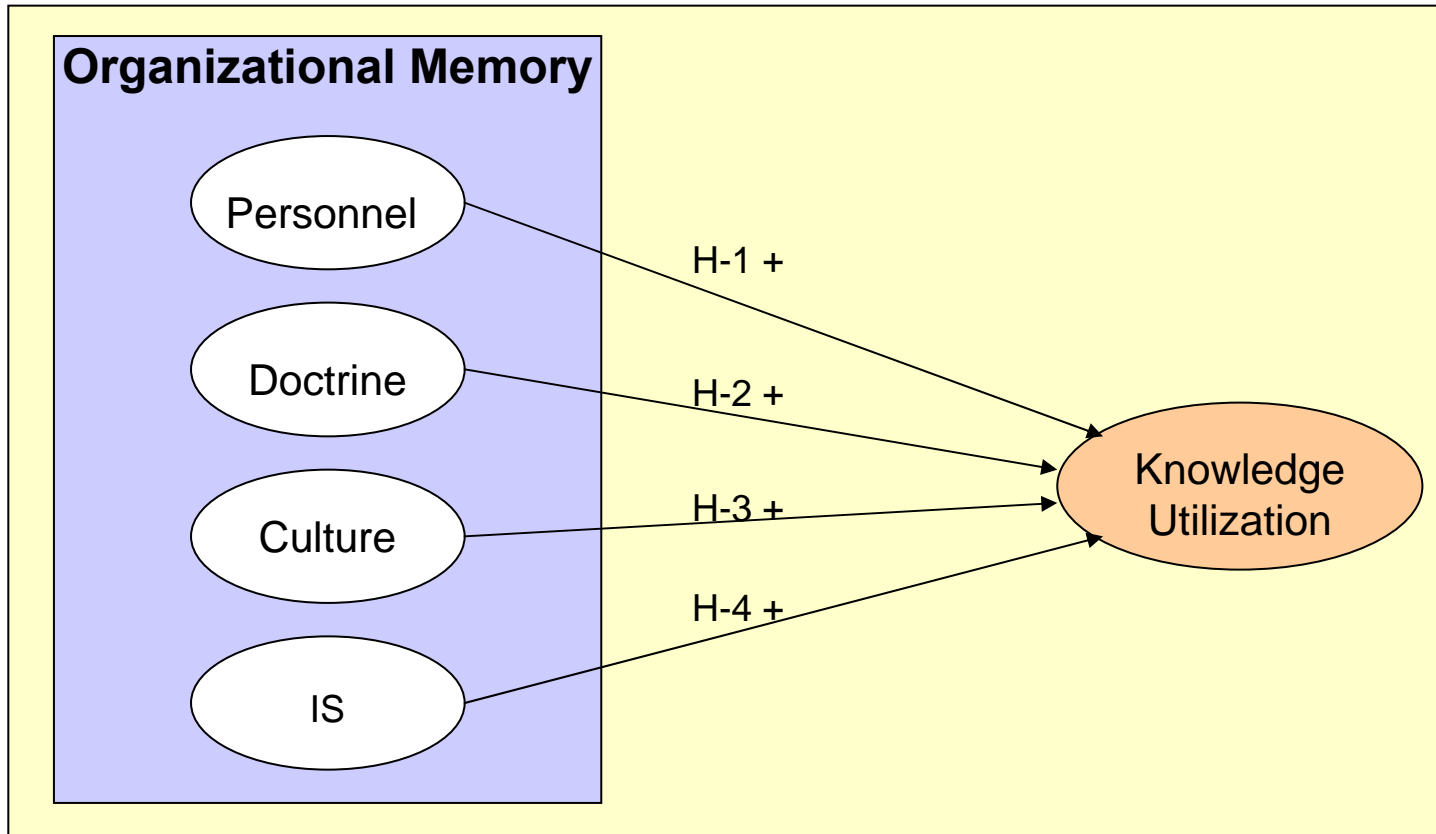 Organizational Memory
Personnel
H-1 +
Doctrine
H-2 +
Knowledge
Utilization
Culture
H-3 +
IS
H-4 +